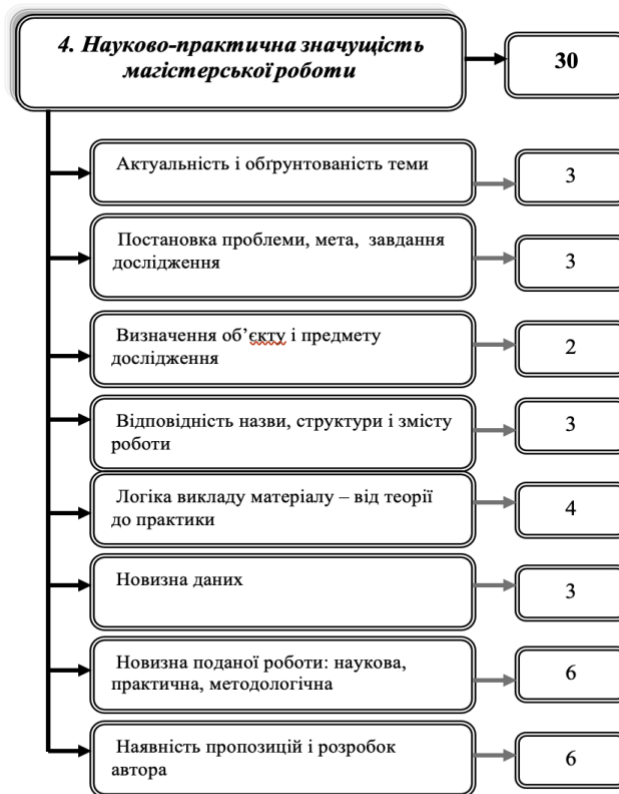 4. Науково-практична значущість
магістерської роботи
30
Актуальність і обґрунтованість теми
3
Постановка проблеми, мета, завдання
дослідження
3
Визначення об’єкту і предмету
дослідження
2
Відповідність назви, структури і змісту
роботи
3
Логіка викладу матеріалу – від теорії
до практики
4
Новизна даних
3
Новизна поданої роботи: наукова,
практична, методологічна
6
Наявність пропозицій і розробок
автора
6